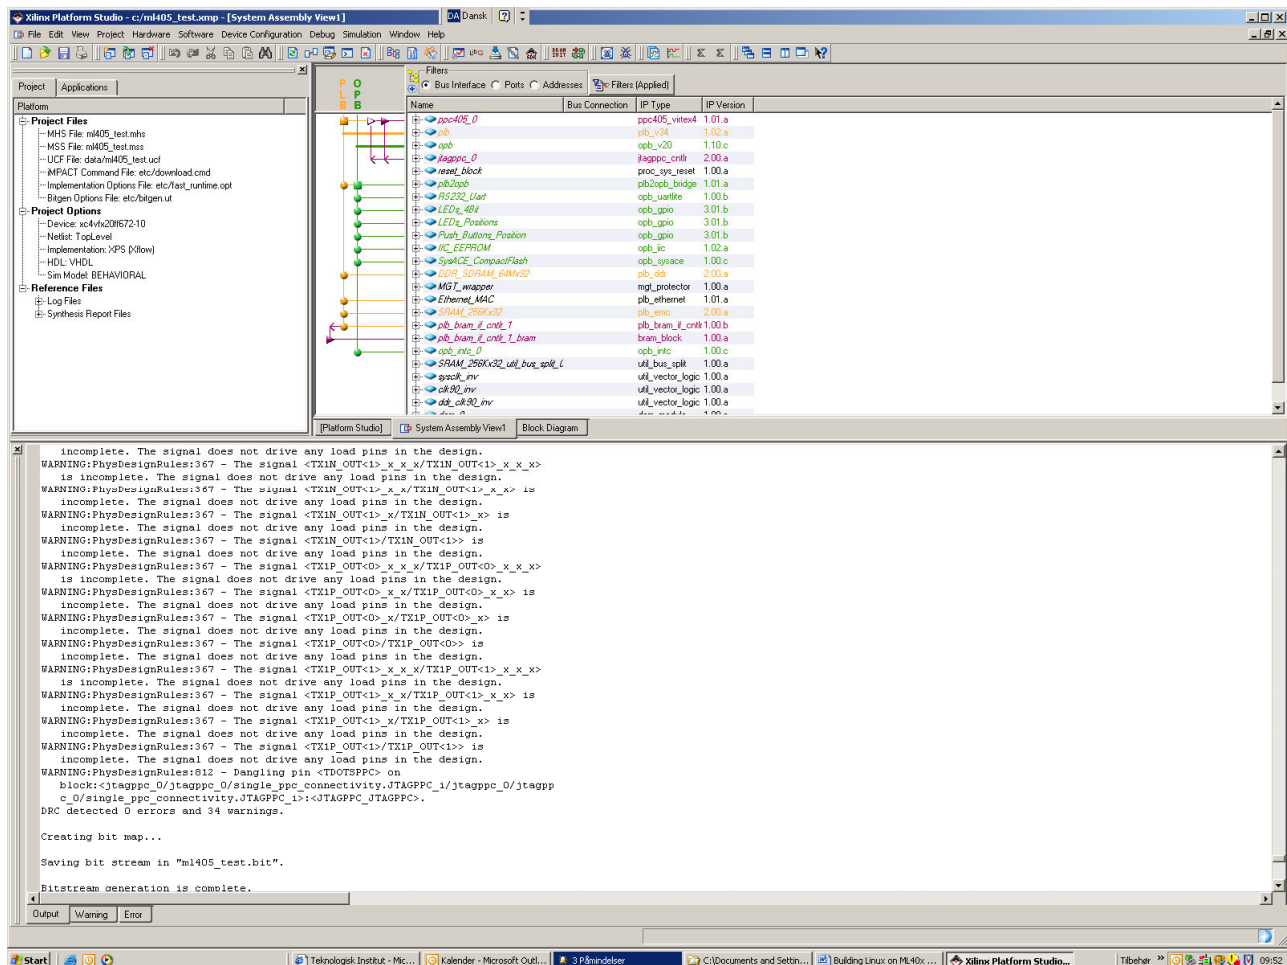 Xilinx Platform Studio - c:/ml405_test.xmp - [System Assembly View1]
DA Dansk
File Edit View Project Hardware Software Device Configuration Debug Simulation Window Help
Project Applications
Platform
Project Files
MHS File: ml405_test.mhs
MSS File: ml405_test.mss
UCF File: data/ml405_test.ucf
iMPACT Command File: etc/download.cmd
Implementation Options File: etc/fast_runtime.opt
Bitgen Options File: etc/bitgen.ut
Project Options
Device: xc4vfx20ff672-10
Netlist: TopLevel
Implementation: XPS (Xflow)
HDL: VHDL
Sim Model: BEHAVIORAL
Reference Files
Log Files
Synthesis Report Files
P O
L P
B B
Filters
Bus Interface Ports Addresses Filters (Applied)
Name Bus Connection IP Type IP Version
ppc405_0 ppc405_virtex4 1.01.a
plb plb_v34 1.02.a
opb opb_v20 1.10.c
jtagppc_0 jtagppc_cntlr 2.00.a
reset_block proc_sys_reset 1.00.a
plb2opb plb2opb_bridge 1.01.a
RS232_Uart opb_uartlite 1.00.b
LEDs_4Bit opb_gpio 3.01.b
LEDs_Positions opb_gpio 3.01.b
Push_Buttons_Position opb_gpio 3.01.b
IIC_EEPROM opb_iic 1.02.a
SysACE_CompactFlash opb_sysace 1.00.c
DDR_SDRAM_64Mx32 plb_ddr 2.00.a
MGT_wrapper mgt_protector 1.00.a
Ethernet_MAC plb_ethernet 1.01.a
SRAM_256Kx32 plb_emc 2.00.a
plb_bram_if_cntlr_1 plb_bram_if_cntlr 1.00.b
plb_bram_if_cntlr_1_bram bram_block 1.00.a
opb_intc_0 opb_intc 1.00.c
SRAM_256Kx32_util_bus_split_ util_bus_split 1.00.a
sysclk_inv util_vector_logic 1.00.a
clk90_inv util_vector_logic 1.00.a
ddr_clk90_inv util_vector_logic 1.00.a
[Platform Studio] System Assembly View1 Block Diagram
incomplete. The signal does not drive any load pins in the design.
WARNING:PhysDesignRules:367 - The signal <TX1N_OUT<1>_x_x_x/TX1N_OUT<1>_x_x_x>
is incomplete. The signal does not drive any load pins in the design.
WARNING:PhysDesignRules:367 - The signal <TX1N_OUT<1>_x_x/TX1N_OUT<1>_x_x> is
incomplete. The signal does not drive any load pins in the design.
WARNING:PhysDesignRules:367 - The signal <TX1N_OUT<1>_x/TX1N_OUT<1>_x> is
incomplete. The signal does not drive any load pins in the design.
WARNING:PhysDesignRules:367 - The signal <TX1N_OUT<1>/TX1N_OUT<1>> is
incomplete. The signal does not drive any load pins in the design.
WARNING:PhysDesignRules:367 - The signal <TX1P_OUT<0>_x_x_x/TX1P_OUT<0>_x_x_x>
is incomplete. The signal does not drive any load pins in the design.
WARNING:PhysDesignRules:367 - The signal <TX1P_OUT<0>_x_x/TX1P_OUT<0>_x_x> is
incomplete. The signal does not drive any load pins in the design.
WARNING:PhysDesignRules:367 - The signal <TX1P_OUT<0>_x/TX1P_OUT<0>_x> is
incomplete. The signal does not drive any load pins in the design.
WARNING:PhysDesignRules:367 - The signal <TX1P_OUT<0>/TX1P_OUT<0>> is
incomplete. The signal does not drive any load pins in the design.
WARNING:PhysDesignRules:367 - The signal <TX1P_OUT<1>_x_x_x/TX1P_OUT<1>_x_x_x>
is incomplete. The signal does not drive any load pins in the design.
WARNING:PhysDesignRules:367 - The signal <TX1P_OUT<1>_x_x/TX1P_OUT<1>_x_x> is
incomplete. The signal does not drive any load pins in the design.
WARNING:PhysDesignRules:367 - The signal <TX1P_OUT<1>_x/TX1P_OUT<1>_x> is
incomplete. The signal does not drive any load pins in the design.
WARNING:PhysDesignRules:367 - The signal <TX1P_OUT<1>/TX1P_OUT<1>> is
incomplete. The signal does not drive any load pins in the design.
WARNING:PhysDesignRules:812 - Dangling pin <TDOTSPPC> on
block:<jtagppc_0/jtagppc_0/single_ppc_connectivity.JTAGPPC_i/jtagppc_0/jtagpp
c_0/single_ppc_connectivity.JTAGPPC_i>:<JTAGPPC_JTAGPPC>.
DRC detected 0 errors and 34 warnings.
Creating bit map...
Saving bit stream in "ml405_test.bit".
Bitstream generation is complete.
Output Warning Error
Start Teknologisk Institut - Mic... Kalender - Microsoft Outl... 3 Påmindelser C:\Documents and Settin... Building Linux on ML40x ... Xilinx Platform Studio... Tilbehør » 09:52